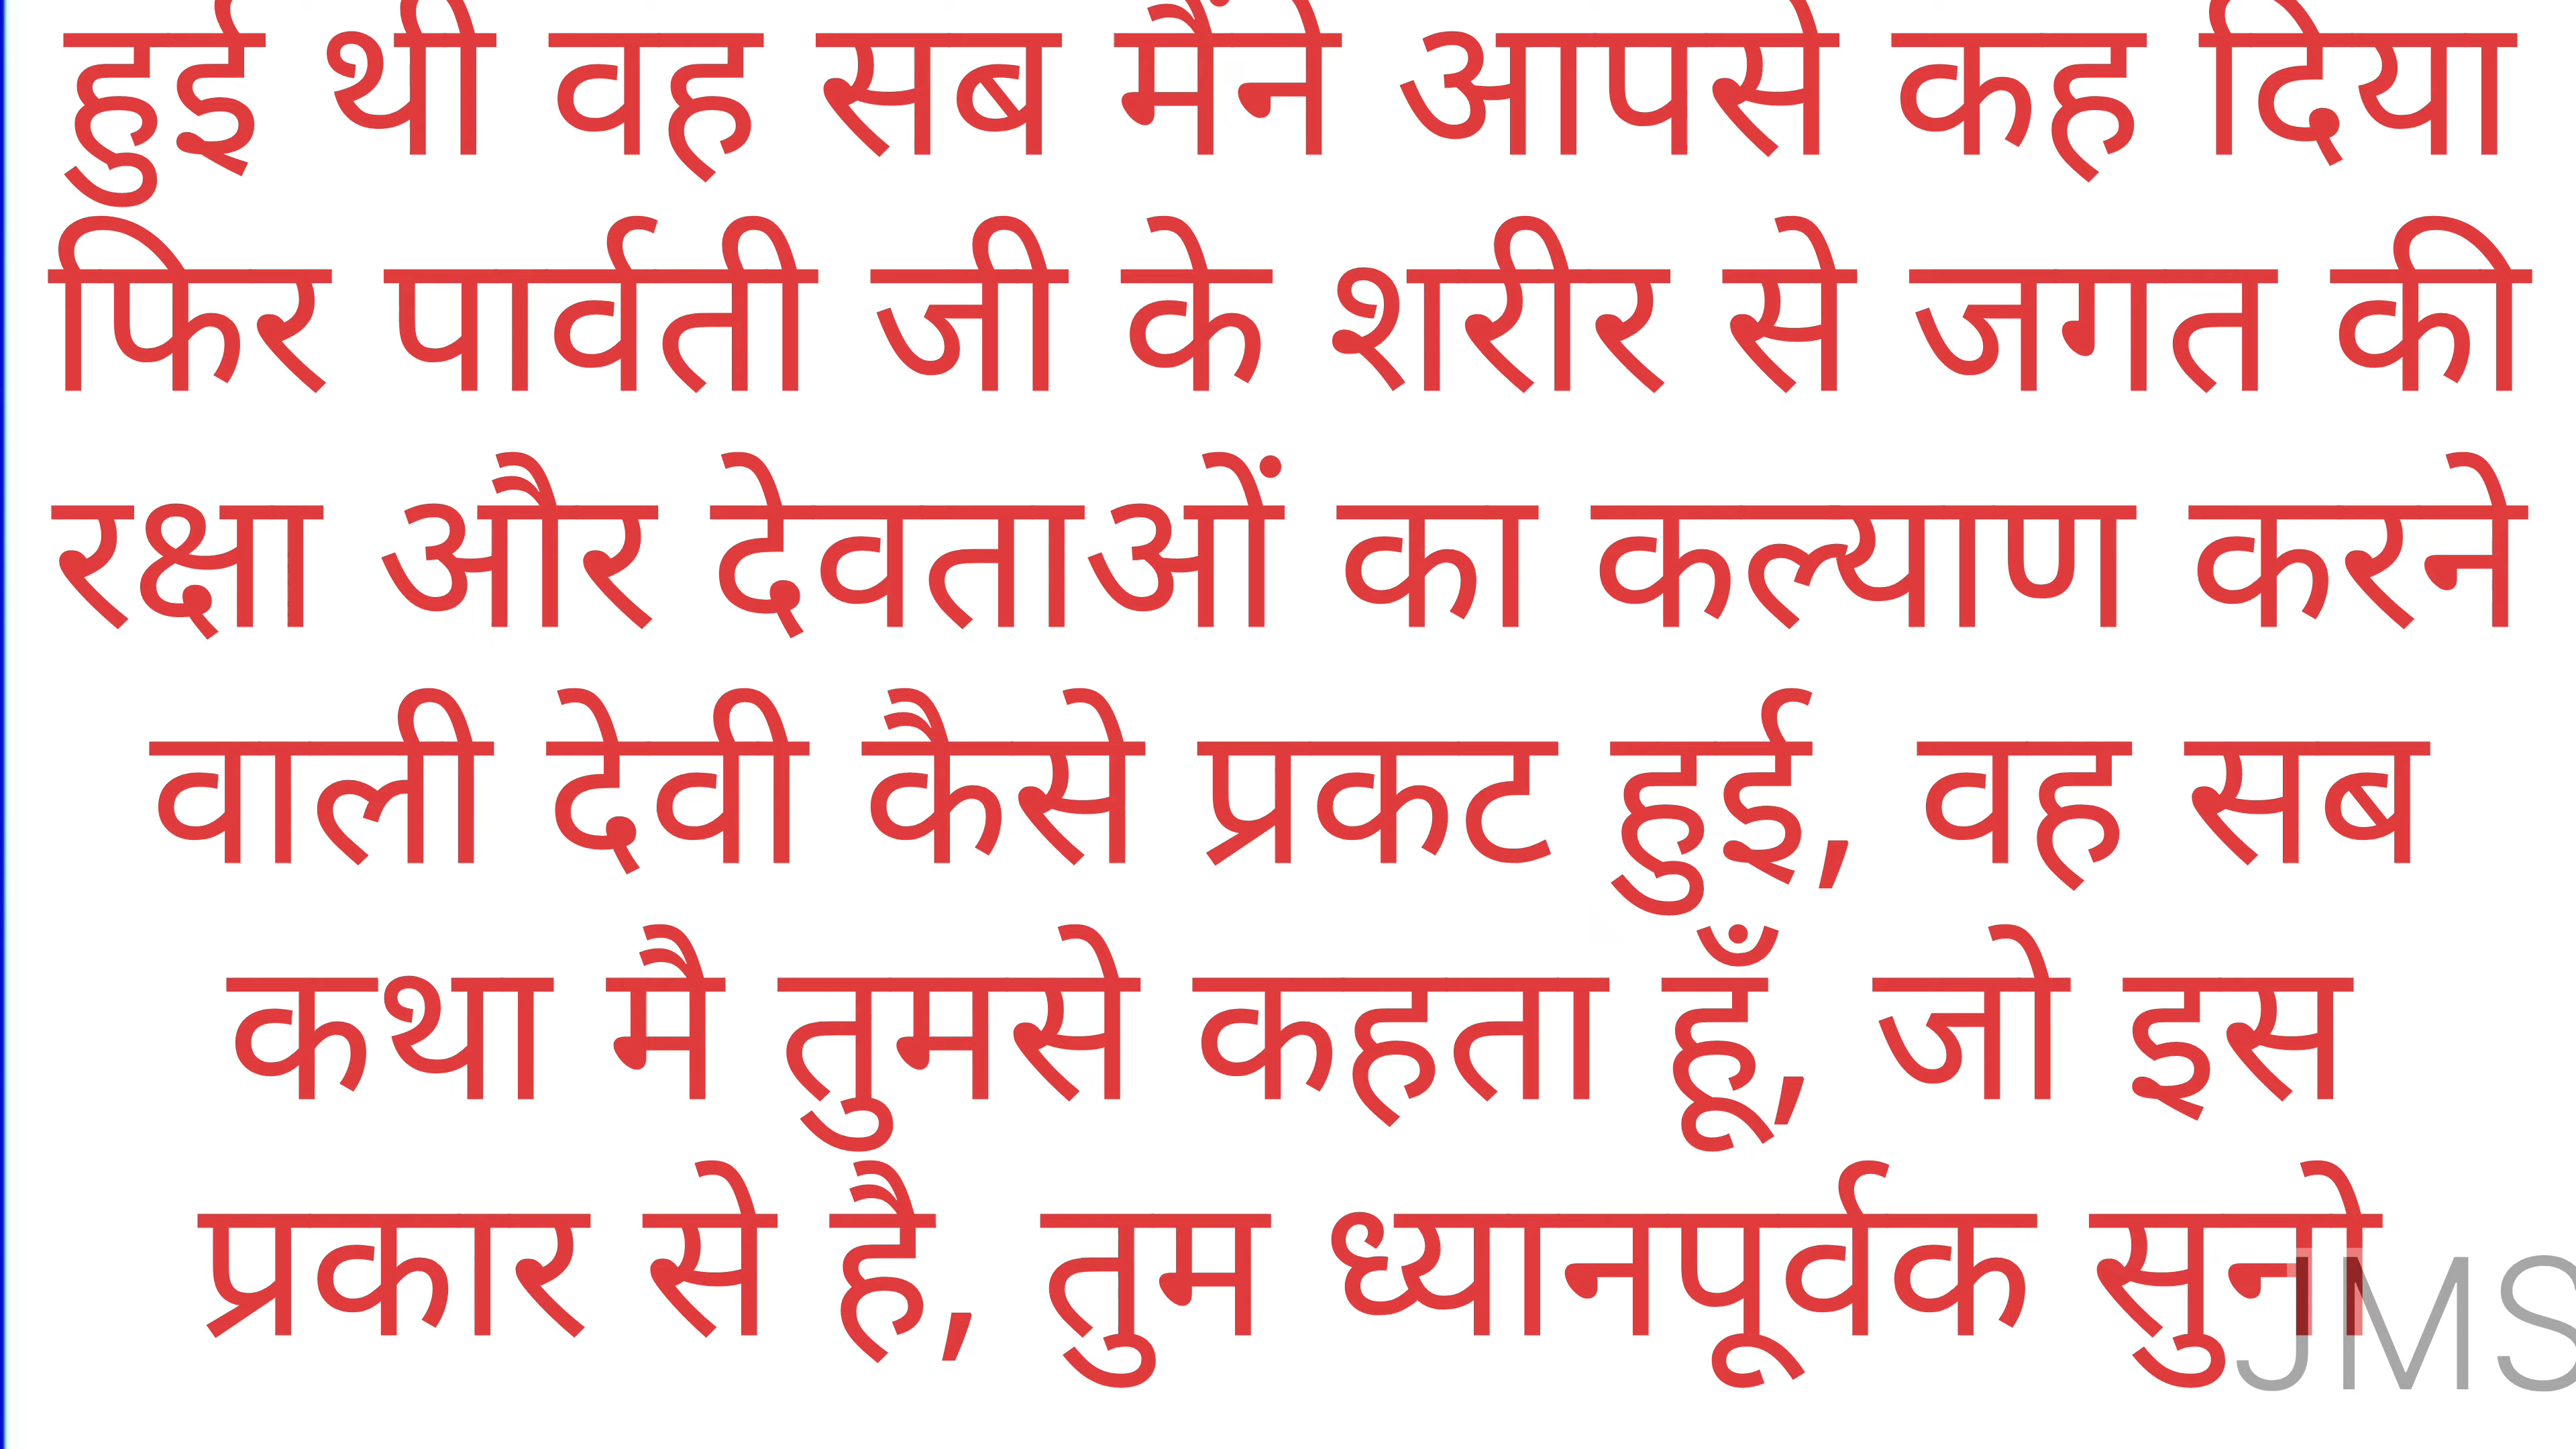 हुई थी वह सब मैंने आपसे कह दिया
फिर पार्वती जी के शरीर से जगत की
रक्षा और देवताओं का कल्याण करने
वाली देवी कैसे प्रकट हुई, वह सब
कथा मै तुमसे कहता हूँ, जो इस
प्रकार से है, तुम ध्यानपूर्वक सुनो
JMS